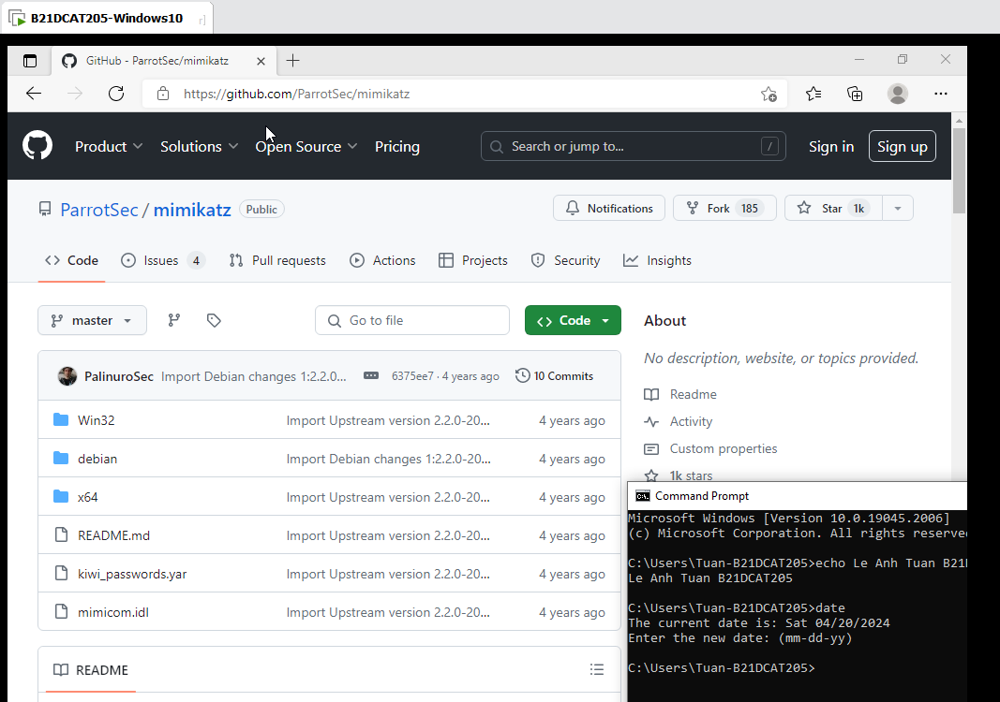 B21DCAT205-Windows10
GitHub - ParrotSec/mimikatz
https://github.com/ParrotSec/mimikatz
Product Solutions Open Source Pricing Search or jump to... / Sign in Sign up
ParrotSec / mimikatz Public Notifications Fork 185 Star 1k
Code Issues 4 Pull requests Actions Projects Security Insights
master Go to file Code
About
No description, website, or topics provided.
PalinuroSec Import Debian changes 1:2.2.0... 6375ee7 · 4 years ago 10 Commits
Readme
Win32 Import Upstream version 2.2.0-20... 4 years ago
Activity
debian Import Debian changes 1:2.2.0-20... 4 years ago
Custom properties
1k stars
x64 Import Upstream version 2.2.0-20... 4 years ago
README.md Import Upstream version 2.2.0-20... 4 years ago
kiwi_passwords.yar Import Upstream version 2.2.0-20... 4 years ago
mimicom.idl Import Upstream version 2.2.0-20... 4 years ago
README
Command Prompt
Microsoft Windows [Version 10.0.19045.2006]
(c) Microsoft Corporation. All rights reserve
C:\Users\Tuan-B21DCAT205>echo Le Anh Tuan B21
Le Anh Tuan B21DCAT205
C:\Users\Tuan-B21DCAT205>date
The current date is: Sat 04/20/2024
Enter the new date: (mm-dd-yy)
C:\Users\Tuan-B21DCAT205>